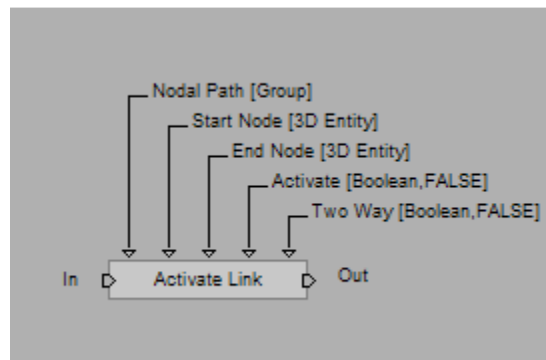 Nodal Path [Group]
Start Node [3D Entity]
End Node [3D Entity]
Activate [Boolean,FALSE]
Two Way [Boolean,FALSE]
In
Activate Link
Out